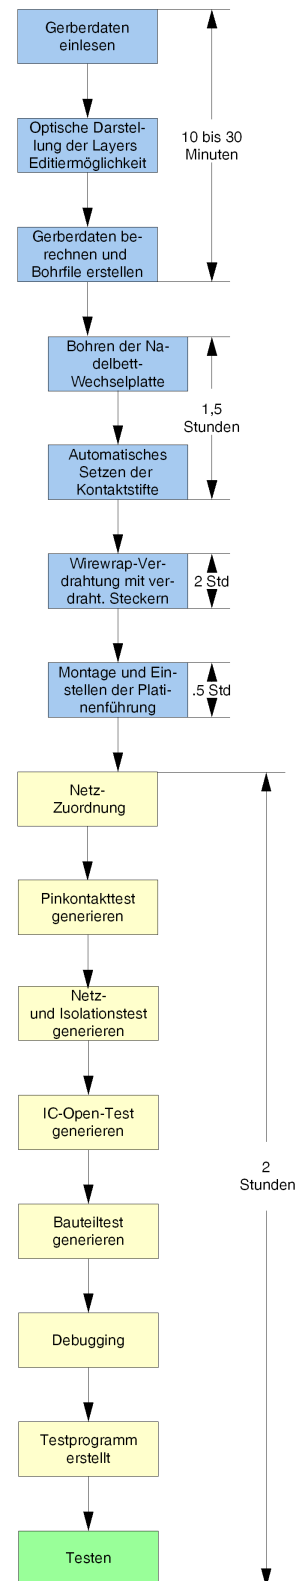 Gerberdaten
einlesen
10 bis 30
Minuten
Optische Darstel-
lung der Layers
Editiermöglichkeit
Gerberdaten be-
rechnen und
Bohrfile erstellen
Bohren der Na-
delbett-
Wechselplatte
1,5
Stunden
Automatisches
Setzen der
Kontaktstifte
Wirewrap-Ver-
drahtung mit ver-
draht. Steckern
2 Std
Montage und Ein-
stellen der Plati-
nenführung
.5 Std
Netz-
Zuordnung
Pinkontakttest
generieren
Netz-
und Isolationstest
generieren
IC-Open-Test
generieren
2
Stunden
Bauteiltest
generieren
Debugging
Testprogramm
erstellt
Testen